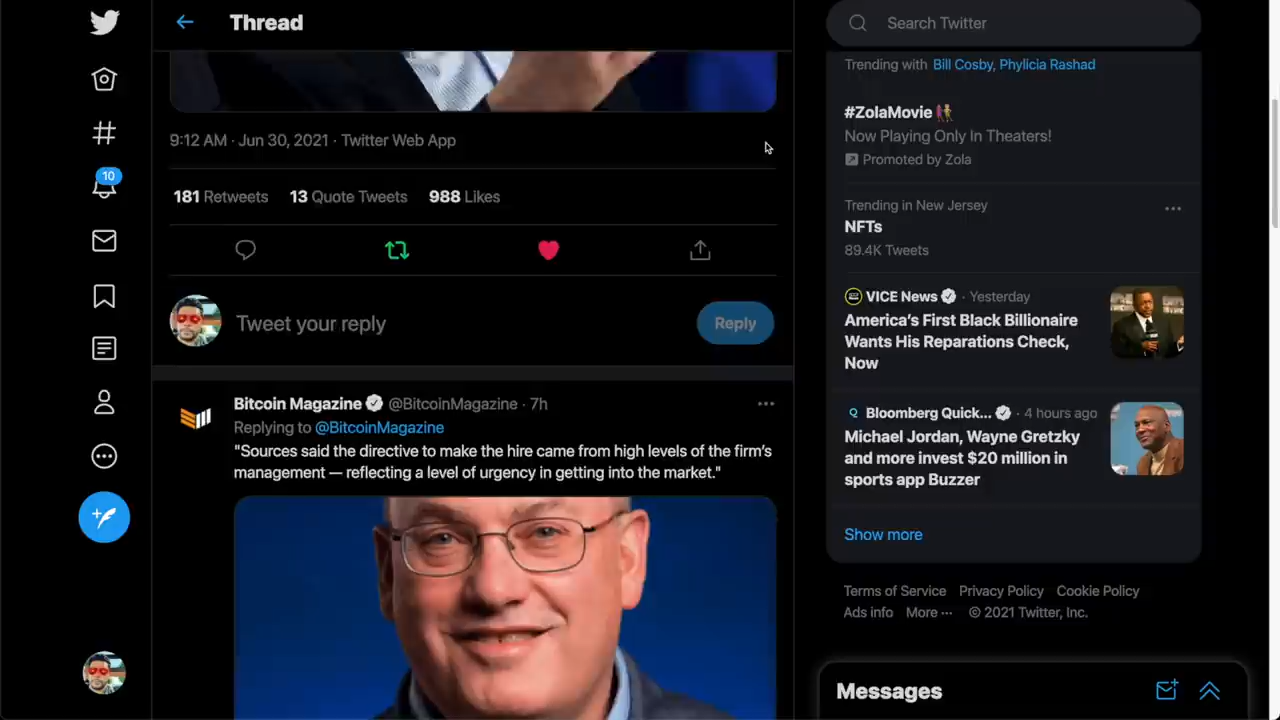 Thread
9:12 AM · Jun 30, 2021 · Twitter Web App
181 Retweets 13 Quote Tweets 988 Likes
Tweet your reply
Reply
Bitcoin Magazine @BitcoinMagazine · 7h
Replying to @BitcoinMagazine
"Sources said the directive to make the hire came from high levels of the firm's
management — reflecting a level of urgency in getting into the market."
10
Search Twitter
Trending with Bill Cosby, Phylicia Rashad
#ZolaMovie
Now Playing Only In Theaters!
Promoted by Zola
Trending in New Jersey
NFTs
89.4K Tweets
VICE News · Yesterday
America's First Black Billionaire
Wants His Reparations Check,
Now
Bloomberg Quick... · 4 hours ago
Michael Jordan, Wayne Gretzky
and more invest $20 million in
sports app Buzzer
Show more
Terms of Service Privacy Policy Cookie Policy
Ads info More ··· © 2021 Twitter, Inc.
Messages